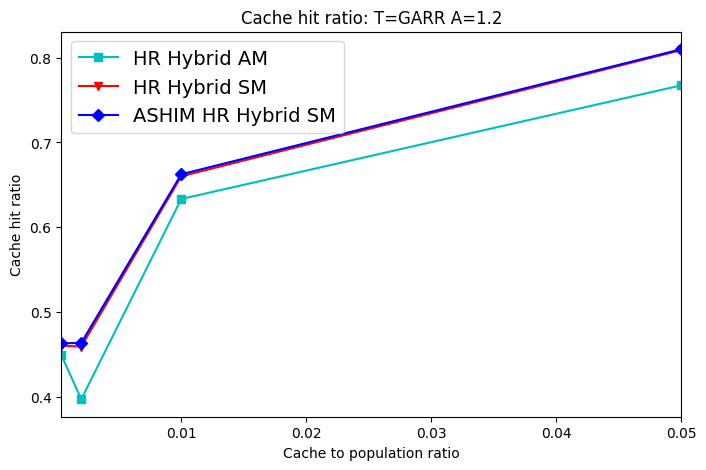 Cache hit ratio: T=GARR A=1.2
HR Hybrid AM
HR Hybrid SM
ASHIM HR Hybrid SM
Cache hit ratio
0.8
0.7
0.6
0.5
0.4
0.01
0.02
0.03
0.04
0.05
Cache to population ratio